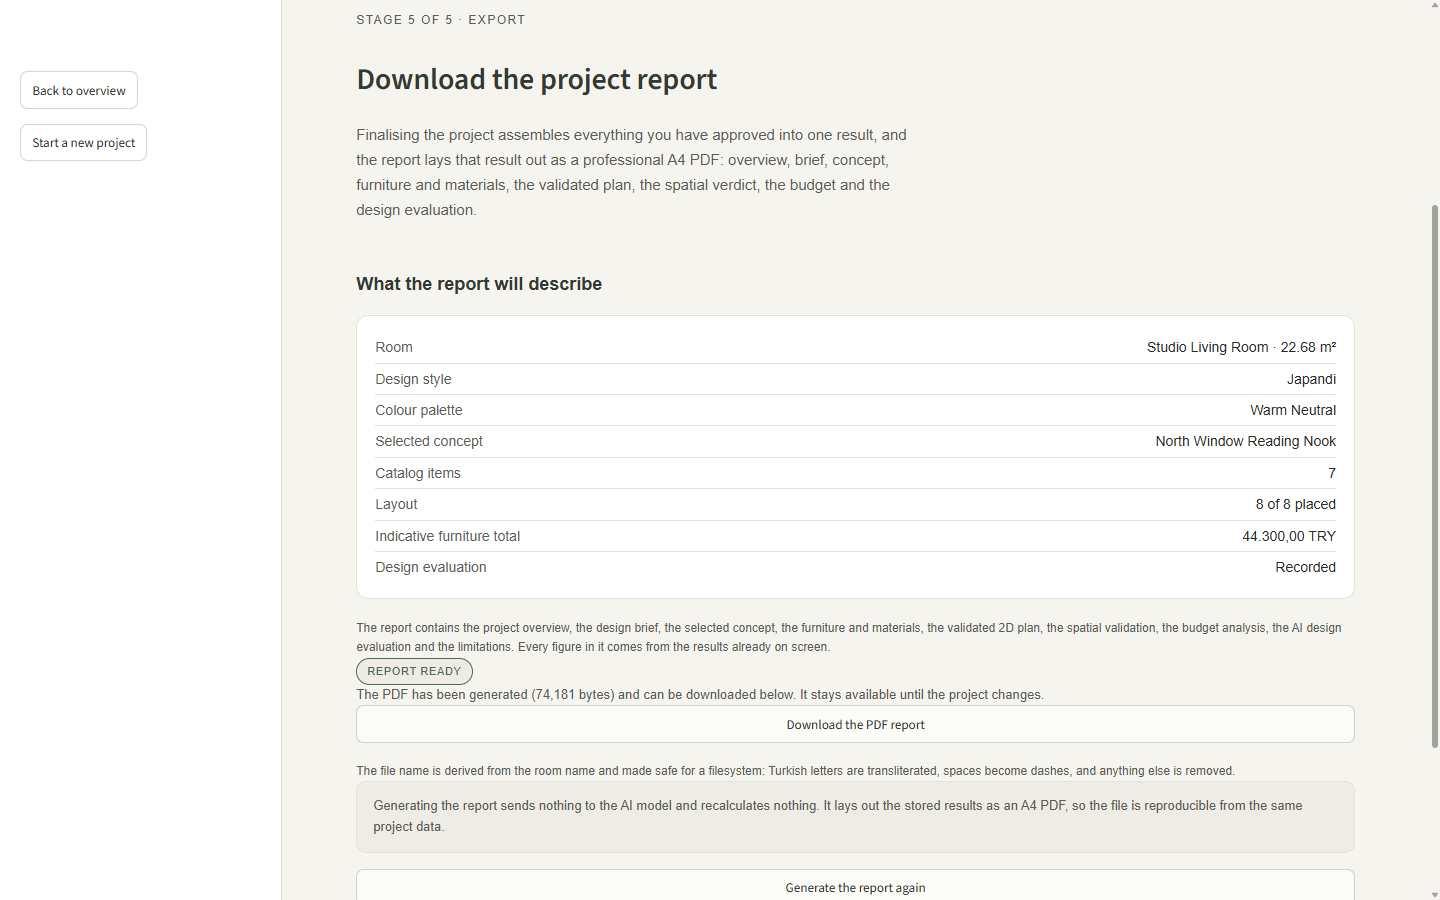 Back to overview
Start a new project
STAGE 5 OF 5 · EXPORT
Download the project report
Finalising the project assembles everything you have approved into one result, and
the report lays that result out as a professional A4 PDF: overview, brief, concept,
furniture and materials, the validated plan, the spatial verdict, the budget and the
design evaluation.
What the report will describe
Room Studio Living Room · 22.68 m²
Design style Japandi
Colour palette Warm Neutral
Selected concept North Window Reading Nook
Catalog items 7
Layout 8 of 8 placed
Indicative furniture total 44.300,00 TRY
Design evaluation Recorded
The report contains the project overview, the design brief, the selected concept, the furniture and materials, the validated 2D plan, the spatial validation, the budget analysis, the AI design
evaluation and the limitations. Every figure in it comes from the results already on screen.
REPORT READY
The PDF has been generated (74,181 bytes) and can be downloaded below. It stays available until the project changes.
Download the PDF report
The file name is derived from the room name and made safe for a filesystem: Turkish letters are transliterated, spaces become dashes, and anything else is removed.
Generating the report sends nothing to the AI model and recalculates nothing. It lays out the stored results as an A4 PDF, so the file is reproducible from the same
project data.
Generate the report again